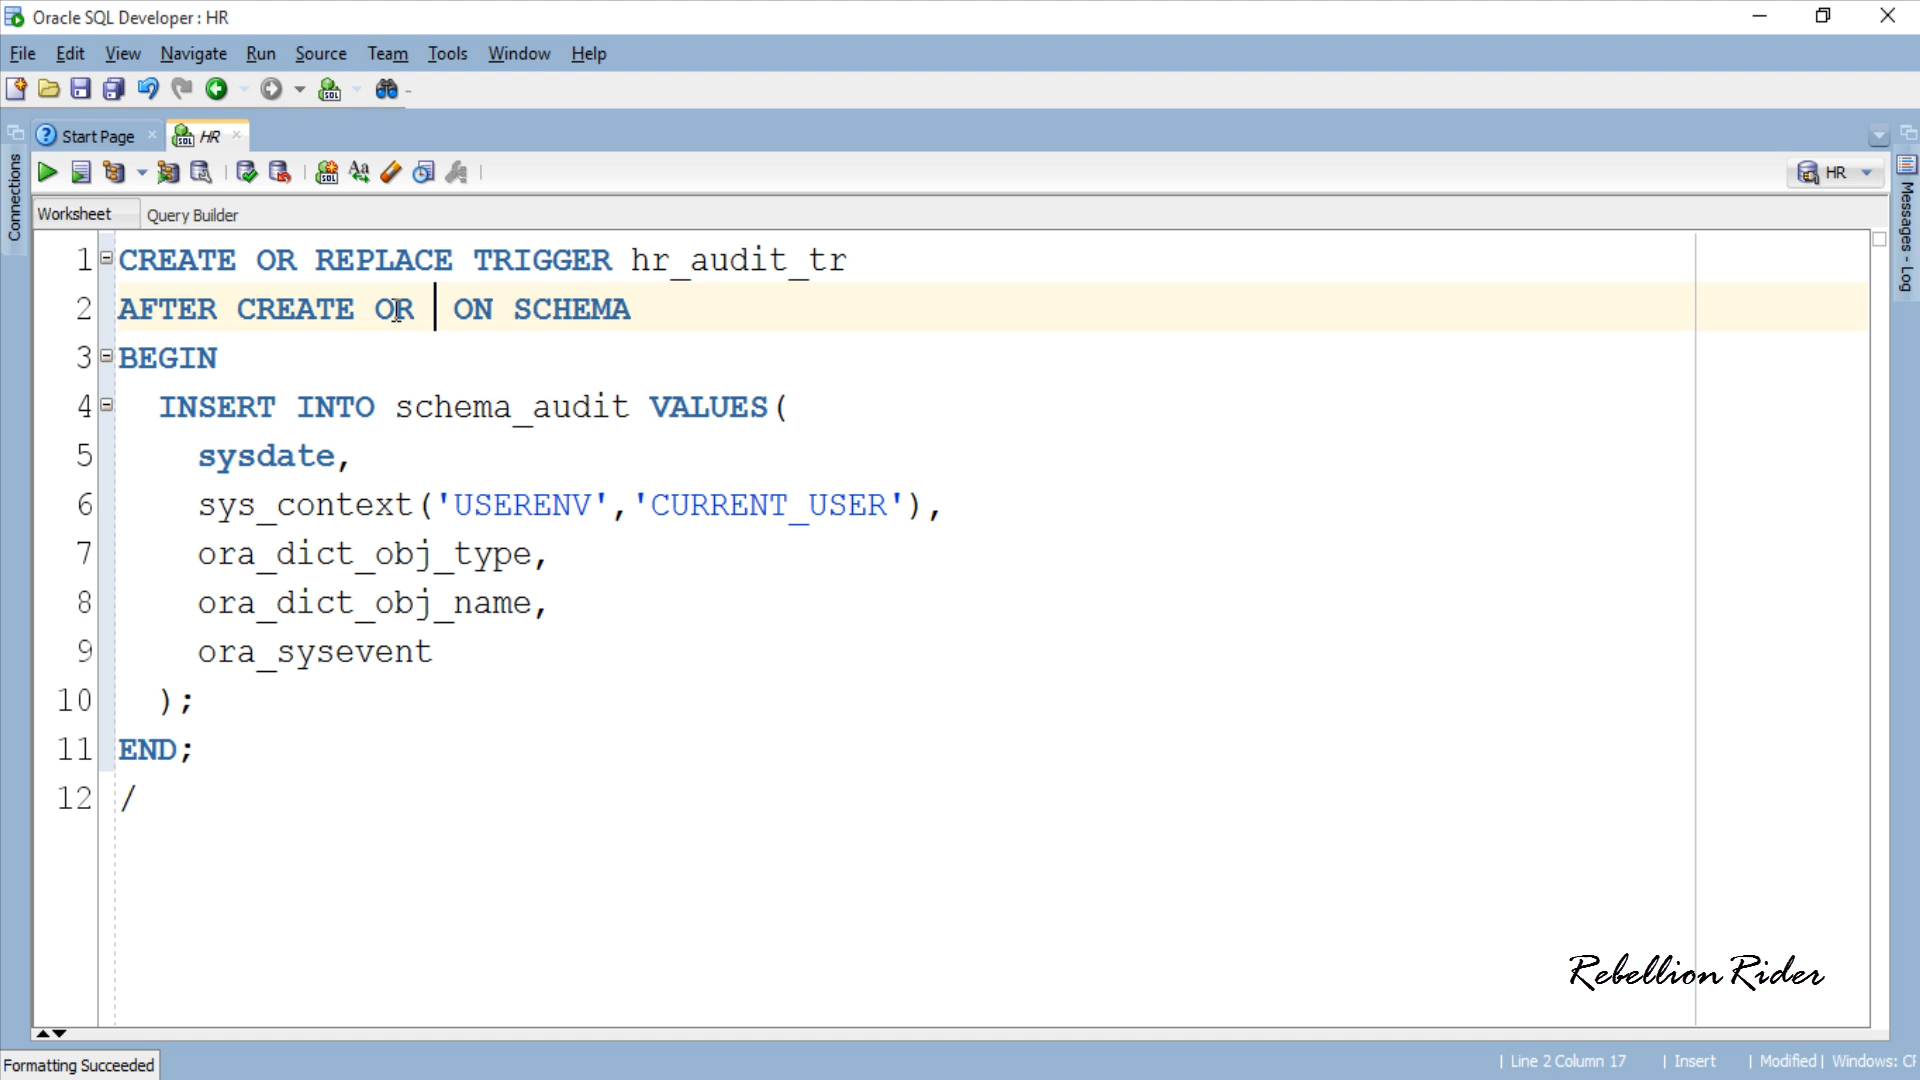 Oracle SQL Developer : HR
File Edit View Navigate Run Source Team Tools Window Help
Start Page HR
HR
Connections
Messages - Log
Worksheet Query Builder
1 CREATE OR REPLACE TRIGGER hr_audit_tr
2 AFTER CREATE OR ON SCHEMA
3 BEGIN
4 INSERT INTO schema_audit VALUES(
5 sysdate,
6 sys_context('USERENV','CURRENT_USER'),
7 ora_dict_obj_type,
8 ora_dict_obj_name,
9 ora_sysevent
10 );
11 END;
12 /
Rebellion Rider
Formatting Succeeded | Line 2 Column 17 | Insert | Modified | Windows: